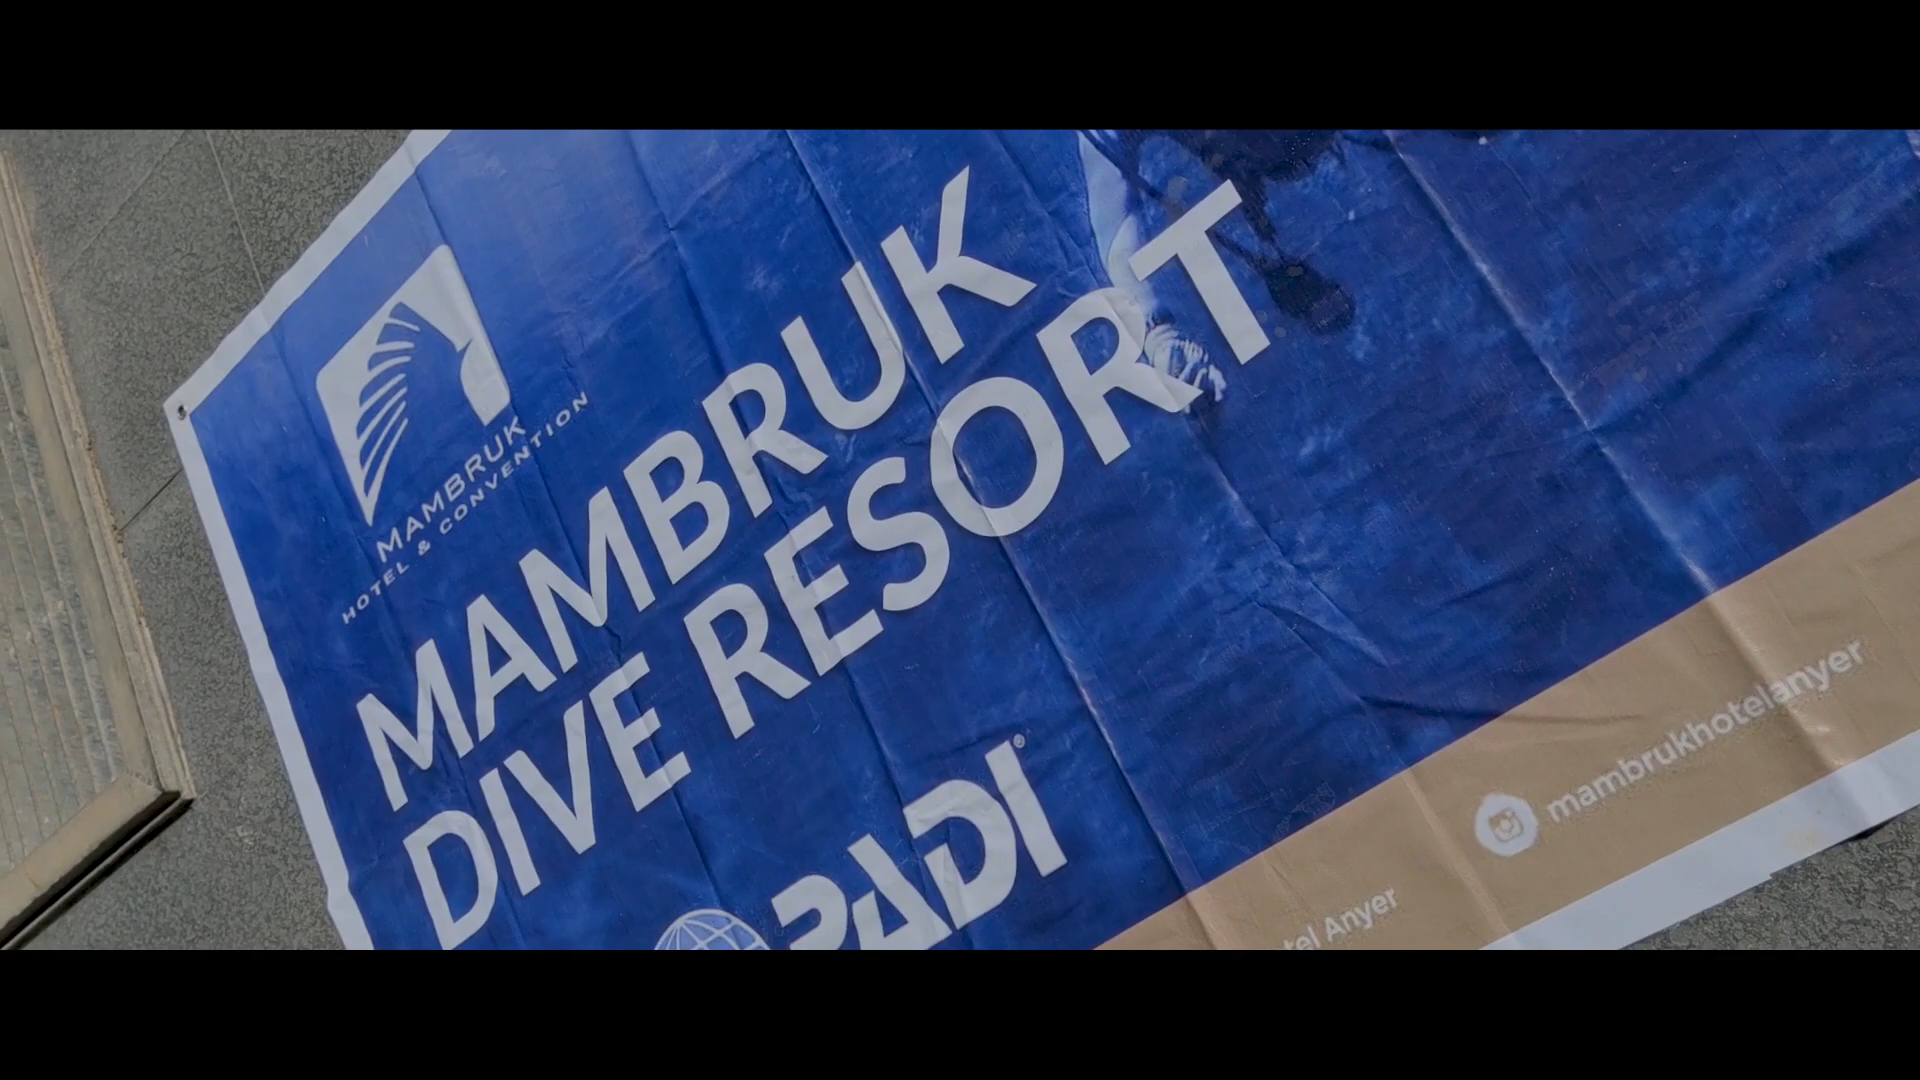 MAMBRUK
HOTEL & CONVENTION
MAMBRUK
DIVE RESORT
PADI®
tel Anyer
mambrukhotelanyer